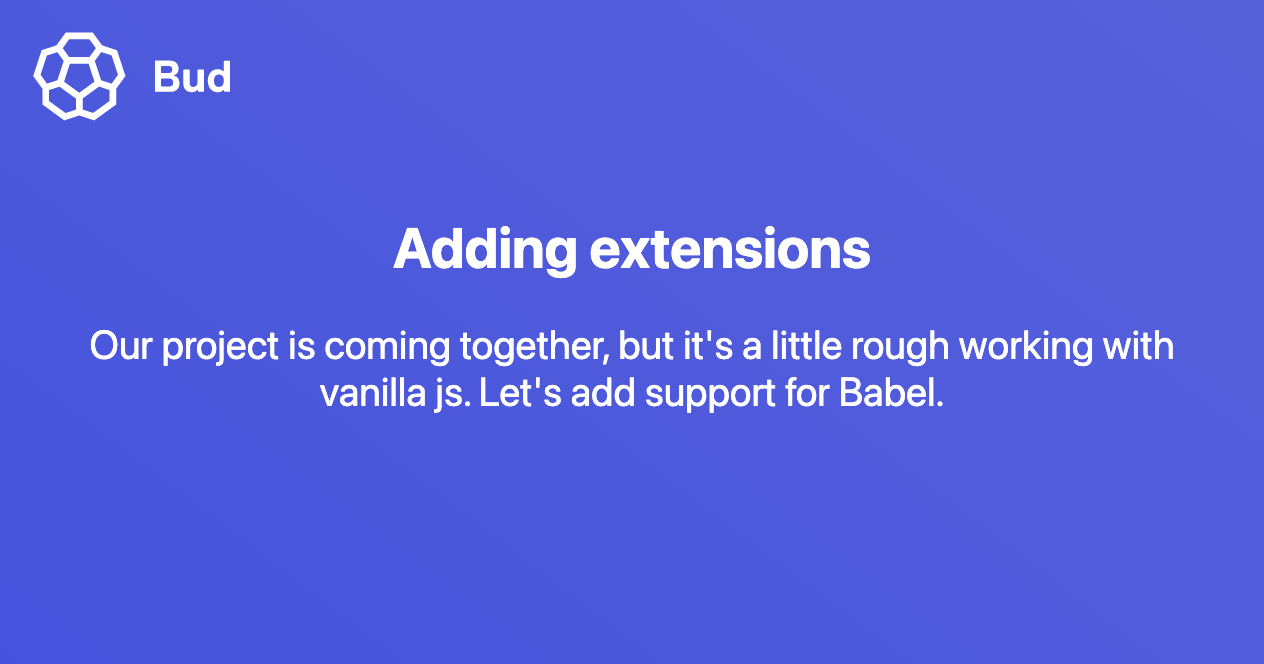 Bud
Adding extensions
Our project is coming together, but it's a little rough working with
vanilla js. Let's add support for Babel.